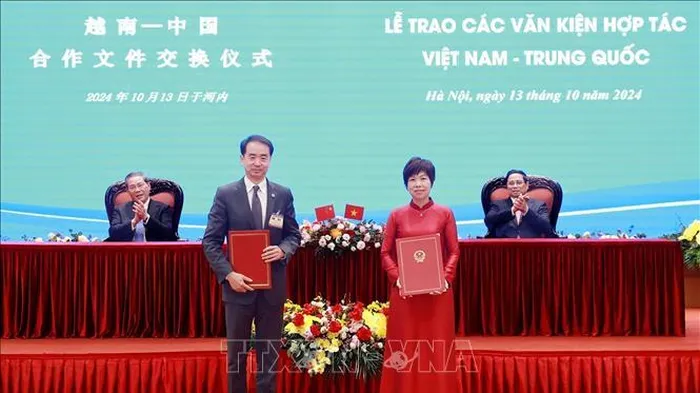 越南—中国
合作文件交换仪式
2024年10月13日于河内
LỄ TRAO CÁC VĂN KIỆN HỢP TÁC
VIỆT NAM - TRUNG QUỐC
Hà Nội, ngày 13 tháng 10 năm 2024
TTXVN